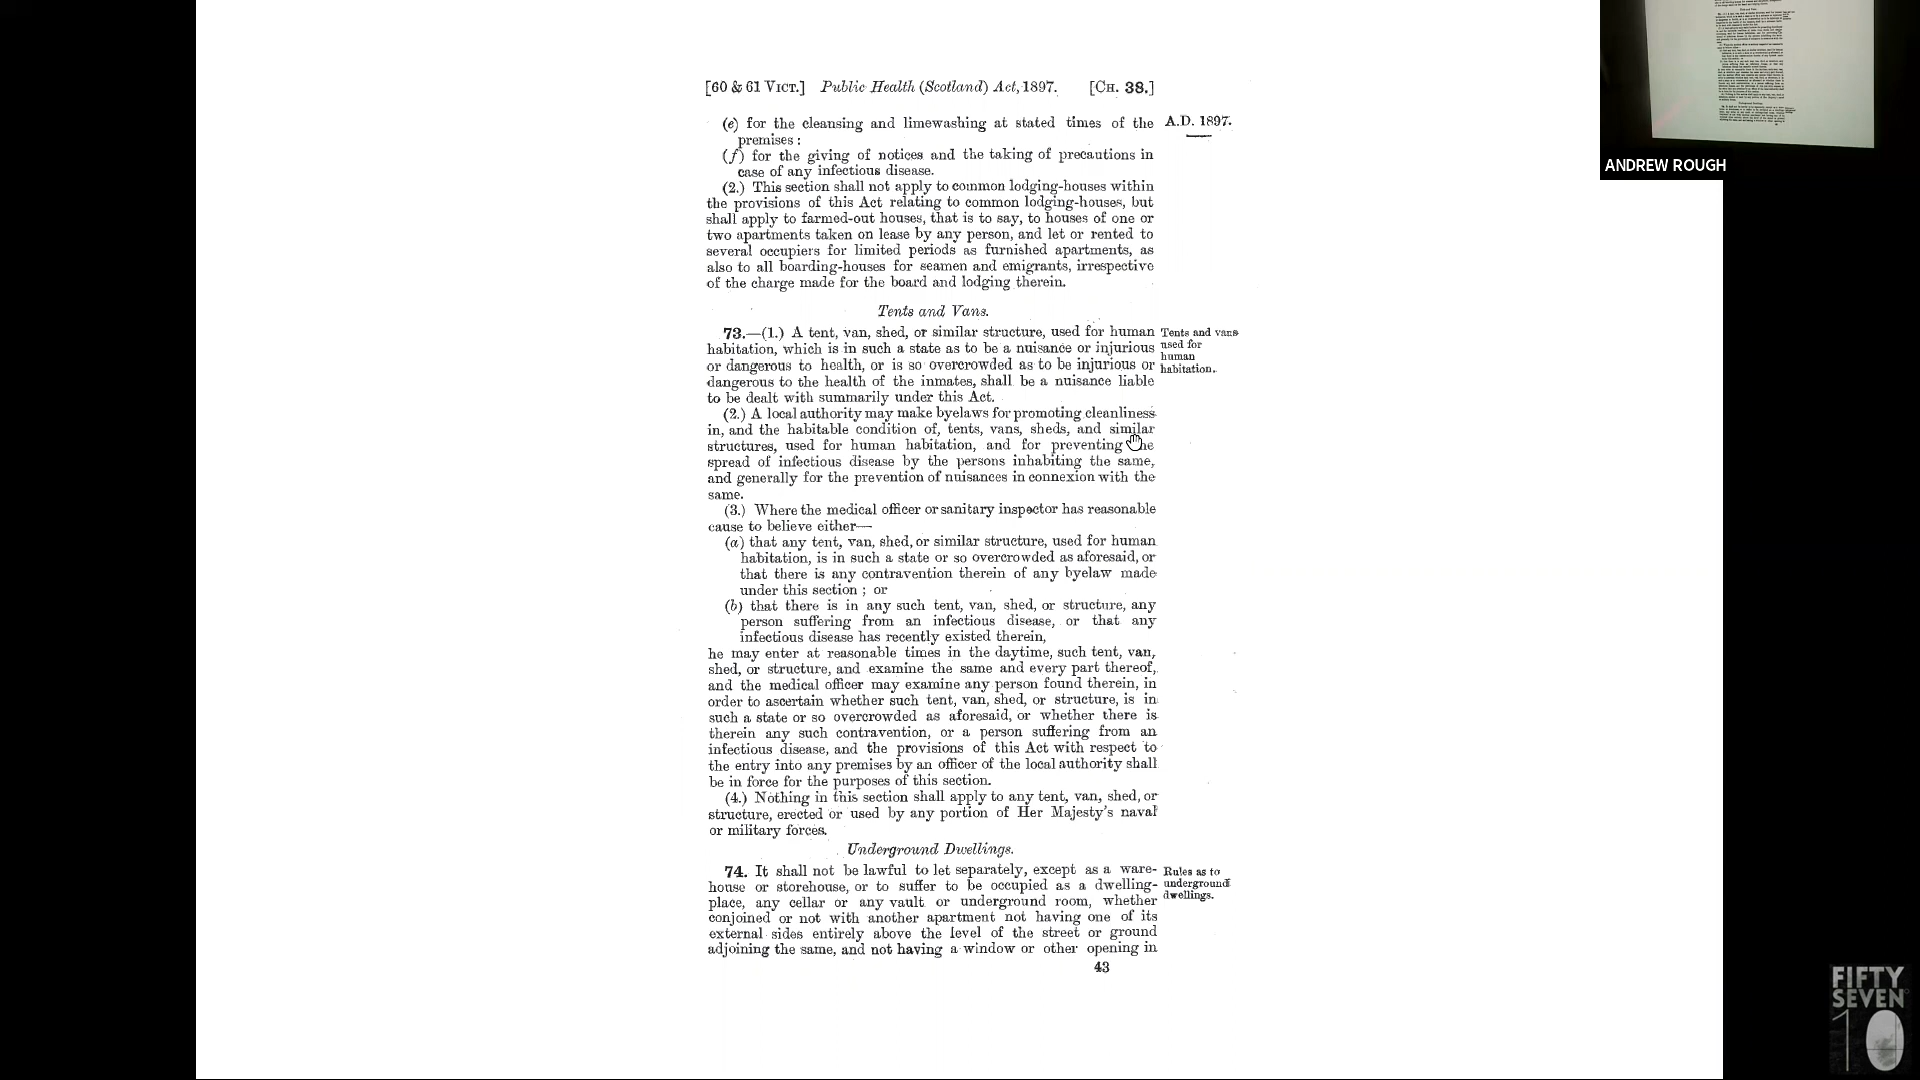 [60 & 61 VICT.] Public Health (Scotland) Act, 1897. [CH. 38.]
(e) for the cleansing and limewashing at stated times of the
premises :
A.D. 1897.
(f) for the giving of notices and the taking of precautions in
case of any infectious disease.
(2.) This section shall not apply to common lodging-houses within
the provisions of this Act relating to common lodging-houses, but
shall apply to farmed-out houses, that is to say, to houses of one or
two apartments taken on lease by any person, and let or rented to
several occupiers for limited periods as furnished apartments, as
also to all boarding-houses for seamen and emigrants, irrespective
of the charge made for the board and lodging therein.
Tents and Vans.
73.—(1.) A tent, van, shed, or similar structure, used for human
habitation, which is in such a state as to be a nuisance or injurious
or dangerous to health, or is so overcrowded as to be injurious or
dangerous to the health of the inmates, shall be a nuisance liable
to be dealt with summarily under this Act.
Tents and vans
used for
human
habitation.
(2.) A local authority may make byelaws for promoting cleanliness
in, and the habitable condition of, tents, vans, sheds, and similar
structures, used for human habitation, and for preventing the
spread of infectious disease by the persons inhabiting the same,
and generally for the prevention of nuisances in connexion with the
same.
(3.) Where the medical officer or sanitary inspector has reasonable
cause to believe either—
(a) that any tent, van, shed, or similar structure, used for human
habitation, is in such a state or so overcrowded as aforesaid, or
that there is any contravention therein of any byelaw made
under this section ; or
(b) that there is in any such tent, van, shed, or structure, any
person suffering from an infectious disease, or that any
infectious disease has recently existed therein,
he may enter at reasonable times in the daytime, such tent, van,
shed, or structure, and examine the same and every part thereof,
and the medical officer may examine any person found therein, in
order to ascertain whether such tent, van, shed, or structure, is in
such a state or so overcrowded as aforesaid, or whether there is
therein any such contravention, or a person suffering from an
infectious disease, and the provisions of this Act with respect to
the entry into any premises by an officer of the local authority shall
be in force for the purposes of this section.
(4.) Nothing in this section shall apply to any tent, van, shed, or
structure, erected or used by any portion of Her Majesty's naval
or military forces.
Underground Dwellings.
74. It shall not be lawful to let separately, except as a ware-
house or storehouse, or to suffer to be occupied as a dwelling-
place, any cellar or any vault or underground room, whether
conjoined or not with another apartment not having one of its
external sides entirely above the level of the street or ground
adjoining the same, and not having a window or other opening in
Rules as to
underground
dwellings.
43
ANDREW ROUGH
FIFTY
SEVEN
10